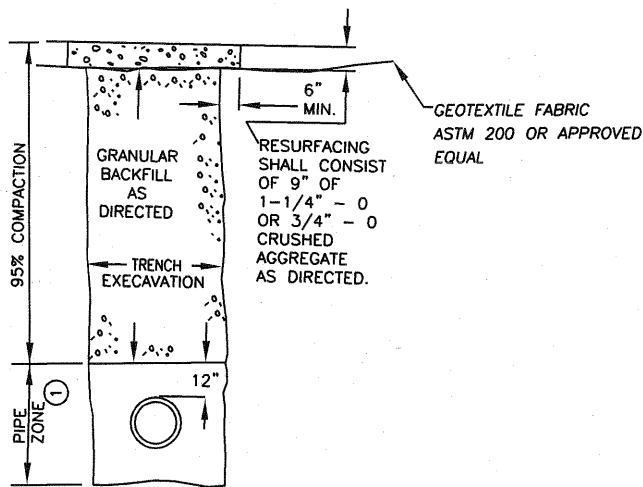 6"
MIN.
GEOTEXTILE FABRIC
ASTM 200 OR APPROVED
EQUAL
RESURFACING
SHALL CONSIST
OF 9" OF
1-1/4" - 0
OR 3/4" - 0
CRUSHED
AGGREGATE
AS DIRECTED.
GRANULAR
BACKFILL
AS
DIRECTED
95% COMPACTION
TRENCH
EXECAVATION
12"
PIPE
ZONE
1